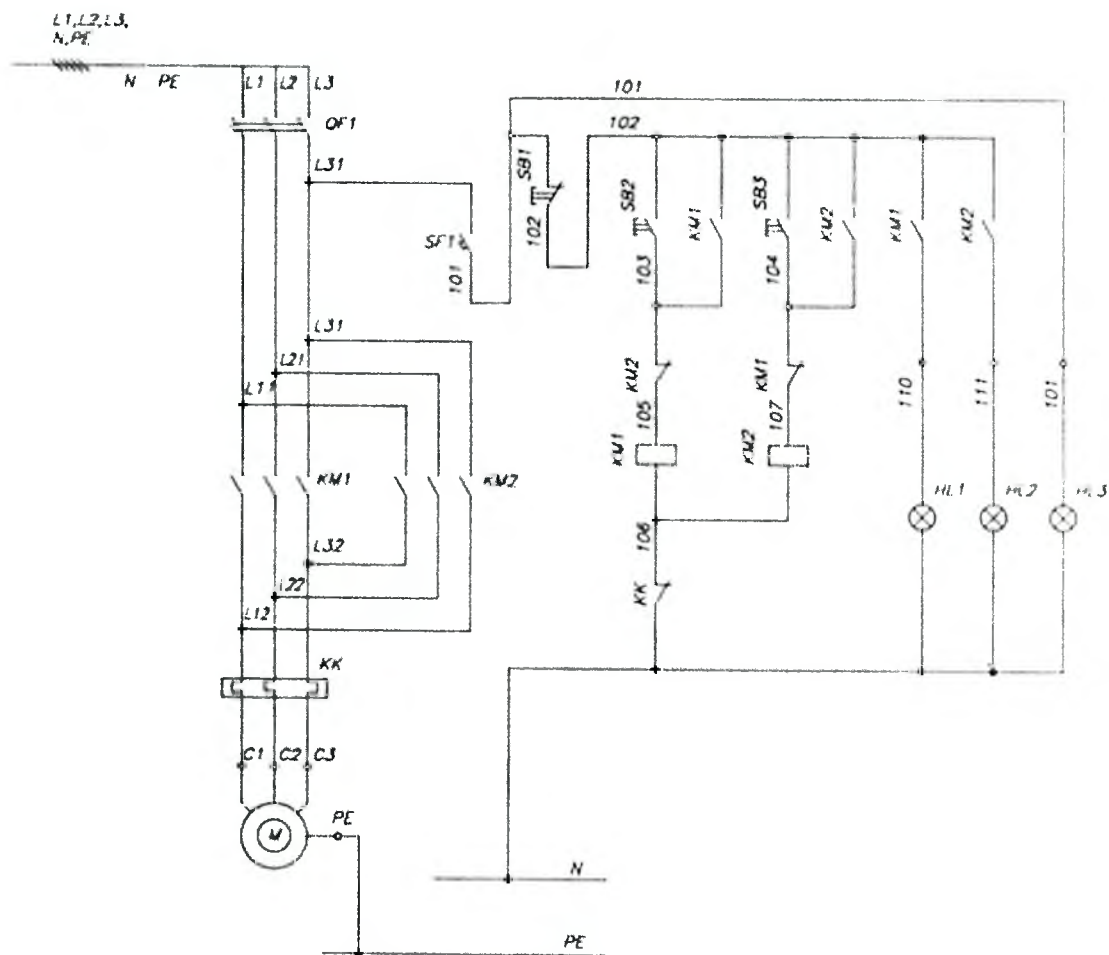 L1,L2,L3,
N,PE
N PE
L1 L2 L3
QF1
L31
SF1
101
101
102
SB1
102
SB2
KM1
SB3
KM2
KM1
KM2
103
104
L31
L21
L11
KM2
KM1
105
107
110
111
101
KM1
KM2
KM1
KM2
HL1
HL2
HL3
L32
106
L22
L12
KK
KK
C1 C2 C3
M
PE
N
PE